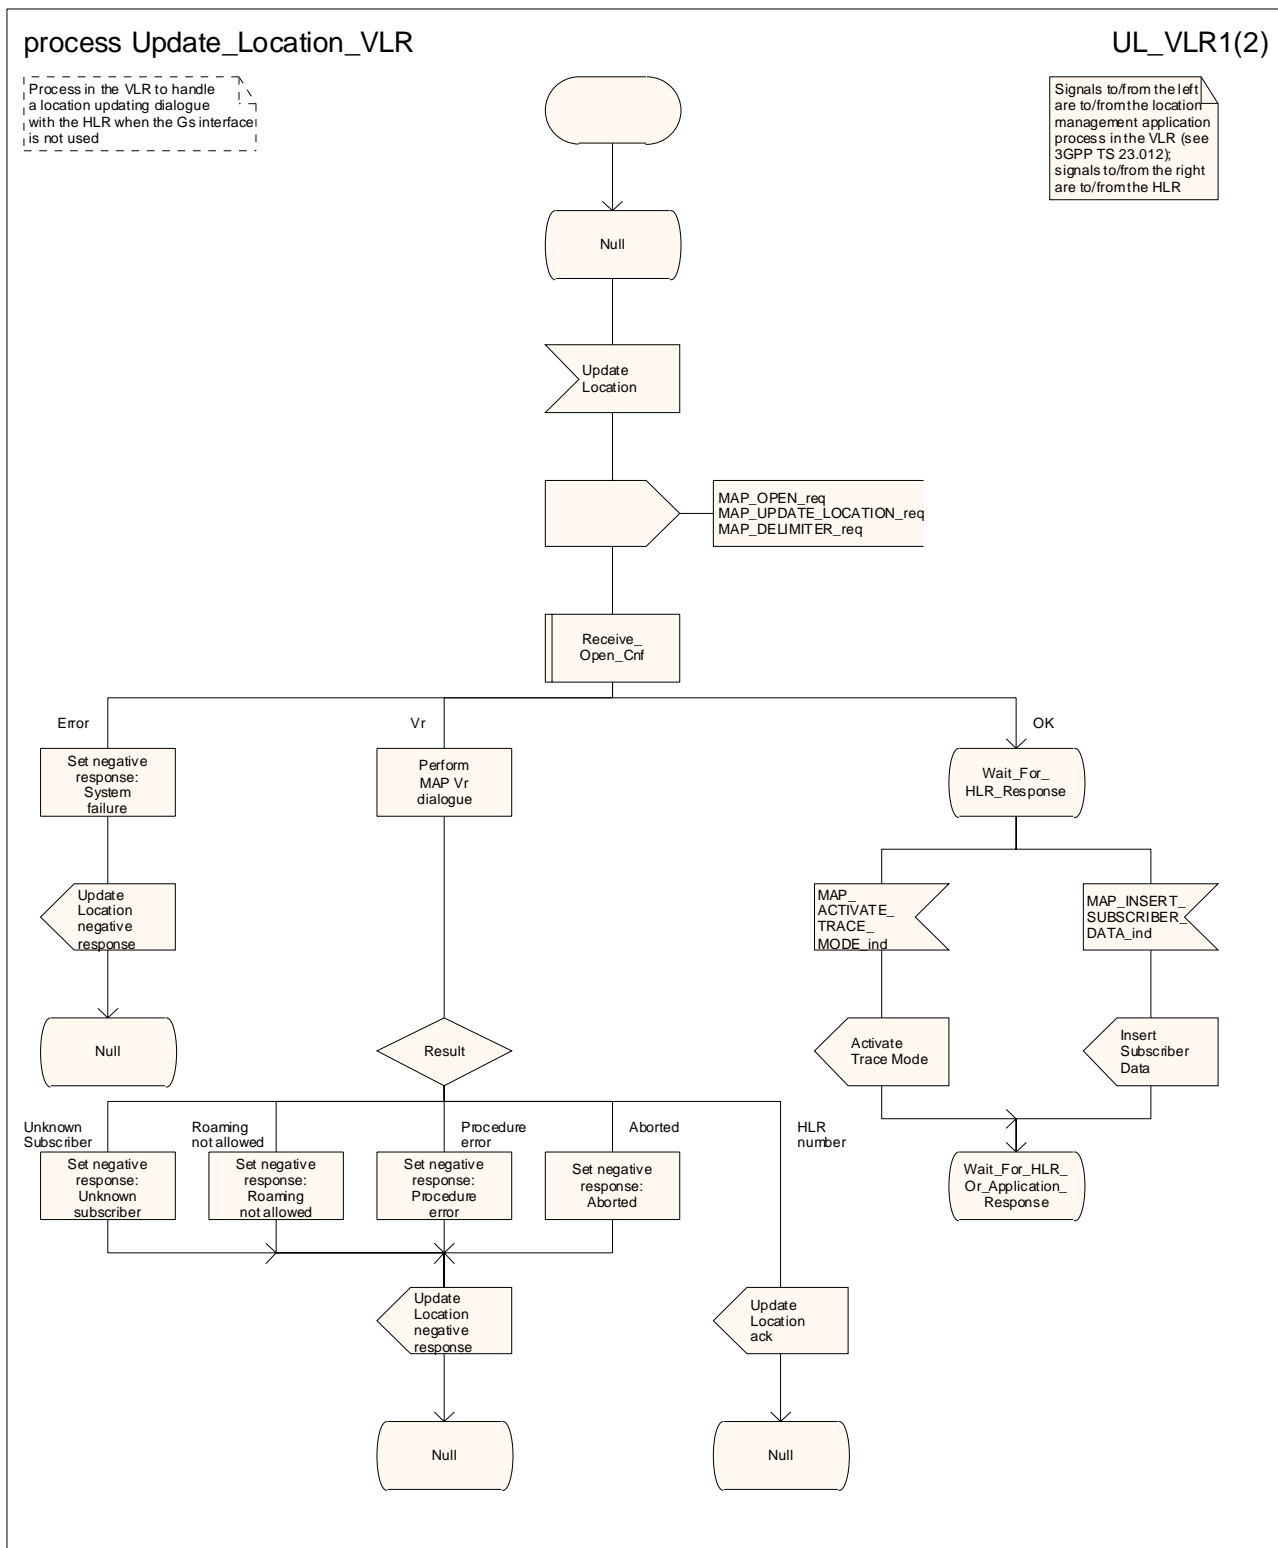 process Update_Location_VLR
UL_VLR1(2)
Process in the VLR to handle
a location updating dialogue
with the HLR when the Gs interface
is not used
Signals to/from the left
are to/from the location
management application
process in the VLR (see
3GPP TS 23.012);
signals to/from the right
are to/from the HLR
Null
Update
Location
MAP_OPEN_req
MAP_UPDATE_LOCATION_req
MAP_DELIMITER_req
Receive_
Open_Cnf
Error
Vr
OK
Set negative
response:
System
failure
Perform
MAP Vr
dialogue
Wait_For_
HLR_Response
Update
Location
negative
response
MAP_
ACTIVATE_
TRACE_
MODE_ind
MAP_INSERT_
SUBSCRIBER_
DATA_ind
Null
Result
Activate
Trace Mode
Insert
Subscriber
Data
Unknown
Subscriber
Roaming
not allowed
Procedure
error
Aborted
HLR
number
Set negative
response:
Unknown
subscriber
Set negative
response:
Roaming
not allowed
Set negative
response:
Procedure
error
Set negative
response:
Aborted
Wait_For_HLR_
Or_Application_
Response
Update
Location
negative
response
Update
Location
ack
Null
Null